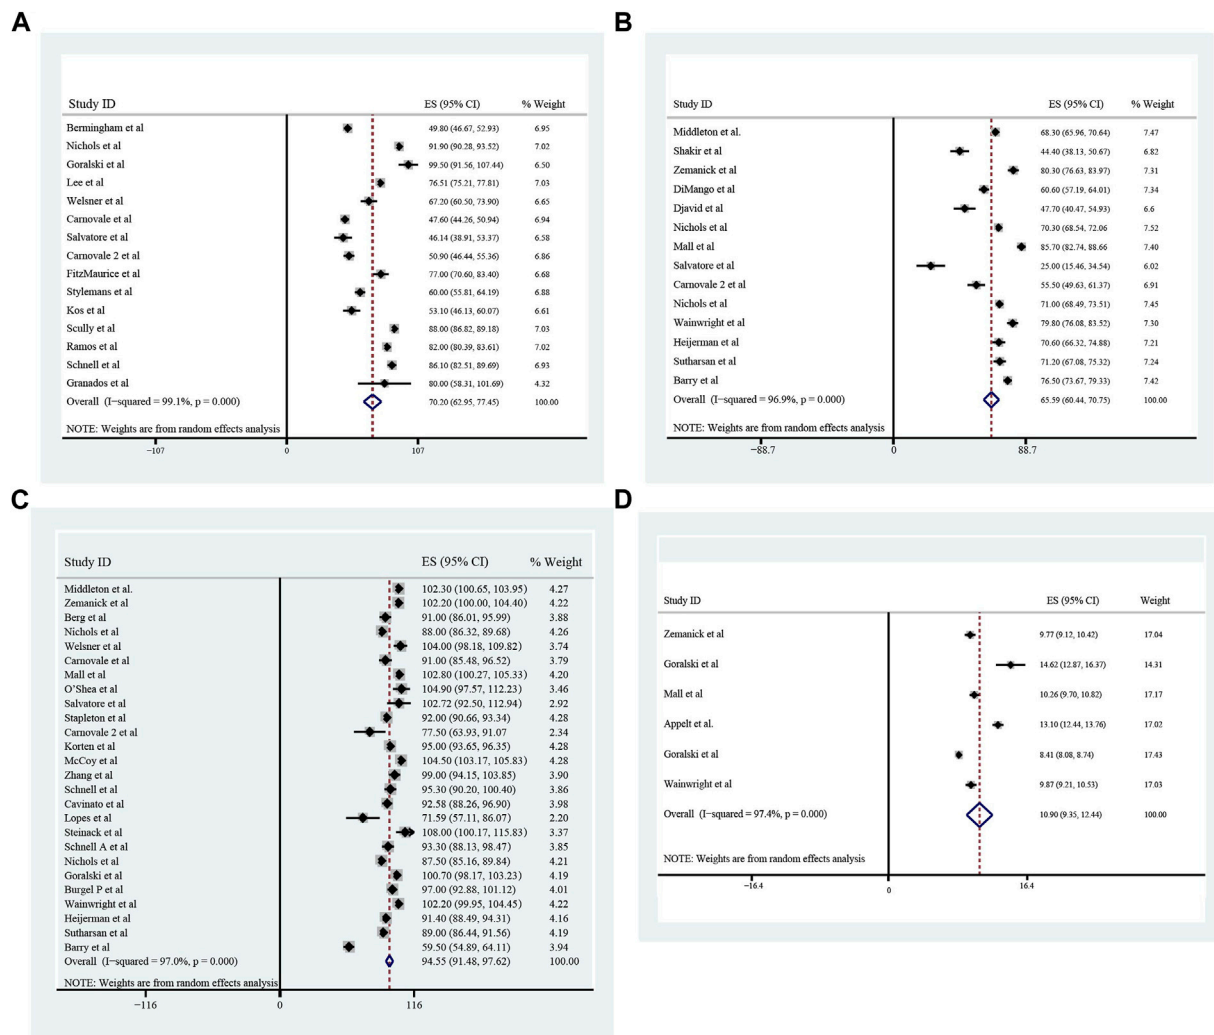 A
Study ID ES (95% CI) % Weight
Bermingham et al 49.80 (46.67, 52.93) 6.95
Nichols et al 91.90 (90.28, 93.52) 7.02
Goralski et al 99.50 (91.56, 107.44) 6.50
Lee et al 76.51 (75.21, 77.81) 7.03
Welsner et al 67.20 (60.50, 73.90) 6.65
Carnovale et al 47.60 (44.26, 50.94) 6.94
Salvatore et al 46.14 (38.91, 53.37) 6.58
Carnovale 2 et al 50.90 (46.44, 55.36) 6.86
FitzMaurice et al 77.00 (70.60, 83.40) 6.68
Stylemans et al 60.00 (55.81, 64.19) 6.88
Kos et al 53.10 (46.13, 60.07) 6.61
Scully et al 88.00 (86.82, 89.18) 7.03
Ramos et al 82.00 (80.39, 83.61) 7.02
Schnell et al 86.10 (82.51, 89.69) 6.93
Granados et al 80.00 (58.31, 101.69) 4.32
Overall (I−squared = 99.1%, p = 0.000) 70.20 (62.95, 77.45) 100.00
NOTE: Weights are from random effects analysis
−107 0 107
B
Study ID ES (95% CI) % Weight
Middleton et al. 68.30 (65.96, 70.64) 7.47
Shakir et al 44.40 (38.13, 50.67) 6.82
Zemanick et al 80.30 (76.63, 83.97) 7.31
DiMango et al 60.60 (57.19, 64.01) 7.34
Djavid et al 47.70 (40.47, 54.93) 6.6
Nichols et al 70.30 (68.54, 72.06 7.52
Mall et al 85.70 (82.74, 88.66 7.40
Salvatore et al 25.00 (15.46, 34.54) 6.02
Carnovale 2 et al 55.50 (49.63, 61.37) 6.91
Nichols et al 71.00 (68.49, 73.51) 7.45
Wainwright et al 79.80 (76.08, 83.52) 7.30
Heijerman et al 70.60 (66.32, 74.88) 7.21
Sutharsan et al 71.20 (67.08, 75.32) 7.24
Barry et al 76.50 (73.67, 79.33) 7.42
Overall (I−squared = 96.9%, p = 0.000) 65.59 (60.44, 70.75) 100.00
NOTE: Weights are from random effects analysis
−88.7 0 88.7
C
Study ID ES (95% CI) % Weight
Middleton et al. 102.30 (100.65, 103.95) 4.27
Zemanick et al 102.20 (100.00, 104.40) 4.22
Berg et al 91.00 (86.01, 95.99) 3.88
Nichols et al 88.00 (86.32, 89.68) 4.26
Welsner et al 104.00 (98.18, 109.82) 3.74
Carnovale et al 91.00 (85.48, 96.52) 3.79
Mall et al 102.80 (100.27, 105.33) 4.20
O'Shea et al 104.90 (97.57, 112.23) 3.46
Salvatore et al 102.72 (92.50, 112.94) 2.92
Stapleton et al 92.00 (90.66, 93.34) 4.28
Carnovale 2 et al 77.50 (63.93, 91.07 2.34
Korten et al 95.00 (93.65, 96.35) 4.28
McCoy et al 104.50 (103.17, 105.83) 4.28
Zhang et al 99.00 (94.15, 103.85) 3.90
Schnell et al 95.30 (90.20, 100.40) 3.86
Cavinato et al 92.58 (88.26, 96.90) 3.98
Lopes et al 71.59 (57.11, 86.07) 2.20
Steinack et al 108.00 (100.17, 115.83) 3.37
Schnell A et al 93.30 (88.13, 98.47) 3.85
Nichols et al 87.50 (85.16, 89.84) 4.21
Goralski et al 100.70 (98.17, 103.23) 4.19
Burgel P et al 97.00 (92.88, 101.12) 4.01
Wainwright et al 102.20 (99.95, 104.45) 4.22
Heijerman et al 91.40 (88.49, 94.31) 4.16
Sutharsan et al 89.00 (86.44, 91.56) 4.19
Barry et al 59.50 (54.89, 64.11) 3.94
Overall (I−squared = 97.0%, p = 0.000) 94.55 (91.48, 97.62) 100.00
NOTE: Weights are from random effects analysis
−116 0 116
D
Study ID ES (95% CI) Weight
Zemanick et al 9.77 (9.12, 10.42) 17.04
Goralski et al 14.62 (12.87, 16.37) 14.31
Mall et al 10.26 (9.70, 10.82) 17.17
Appelt et al. 13.10 (12.44, 13.76) 17.02
Goralski et al 8.41 (8.08, 8.74) 17.43
Wainwright et al 9.87 (9.21, 10.53) 17.03
Overall (I−squared = 97.4%, p = 0.000) 10.90 (9.35, 12.44) 100.00
NOTE: Weights are from random effects analysis
−16.4 0 16.4